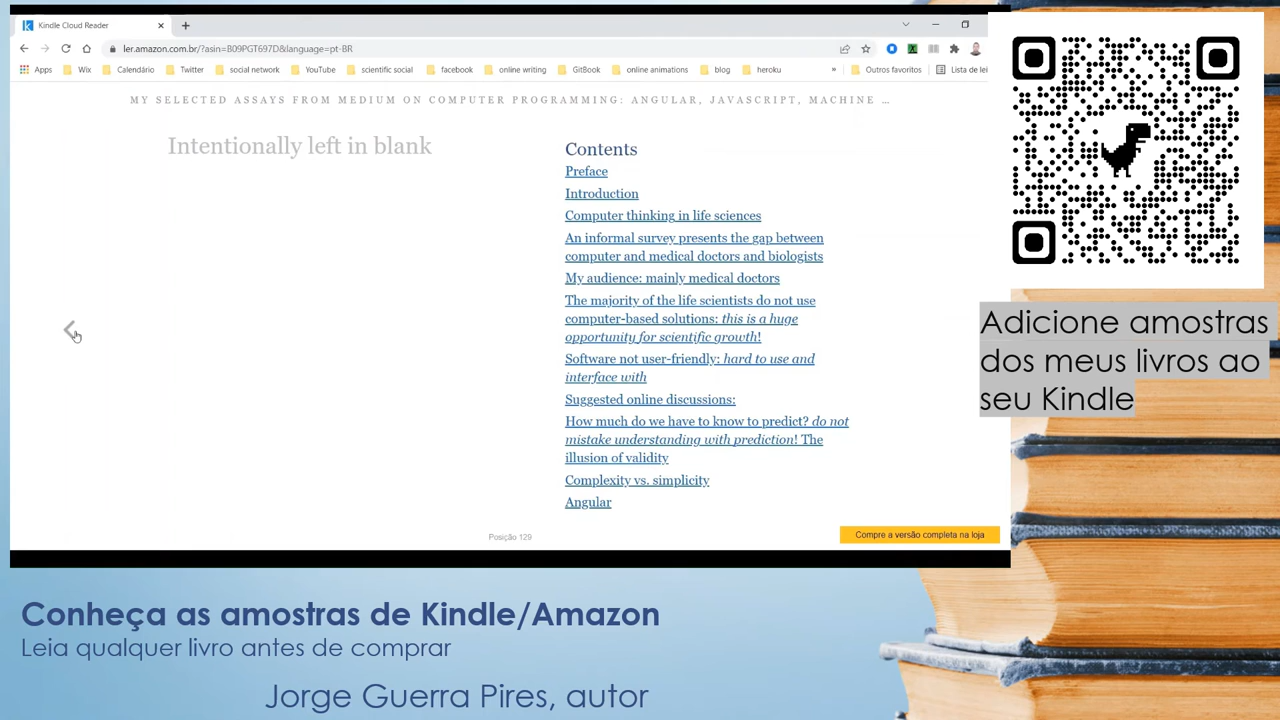 Kindle Cloud Reader
ler.amazon.com.br/?asin=B09PGT697D&language=pt-BR
Apps Wix Calendário Twitter social network YouTube scientific social facebook online writing GitBook online animations blog heroku » Outros favoritos Lista de lei
MY SELECTED ASSAYS FROM MEDIUM ON COMPUTER PROGRAMMING: ANGULAR, JAVASCRIPT, MACHINE ...
Intentionally left in blank
Contents
Preface
Introduction
Computer thinking in life sciences
An informal survey presents the gap between
computer and medical doctors and biologists
My audience: mainly medical doctors
The majority of the life scientists do not use
computer-based solutions: this is a huge
opportunity for scientific growth!
Software not user-friendly: hard to use and
interface with
Suggested online discussions:
How much do we have to know to predict? do not
mistake understanding with prediction! The
illusion of validity
Complexity vs. simplicity
Angular
Posição 129
Compre a versão completa na loja
Adicione amostras
dos meus livros ao
seu Kindle
Conheça as amostras de Kindle/Amazon
Leia qualquer livro antes de comprar
Jorge Guerra Pires, autor